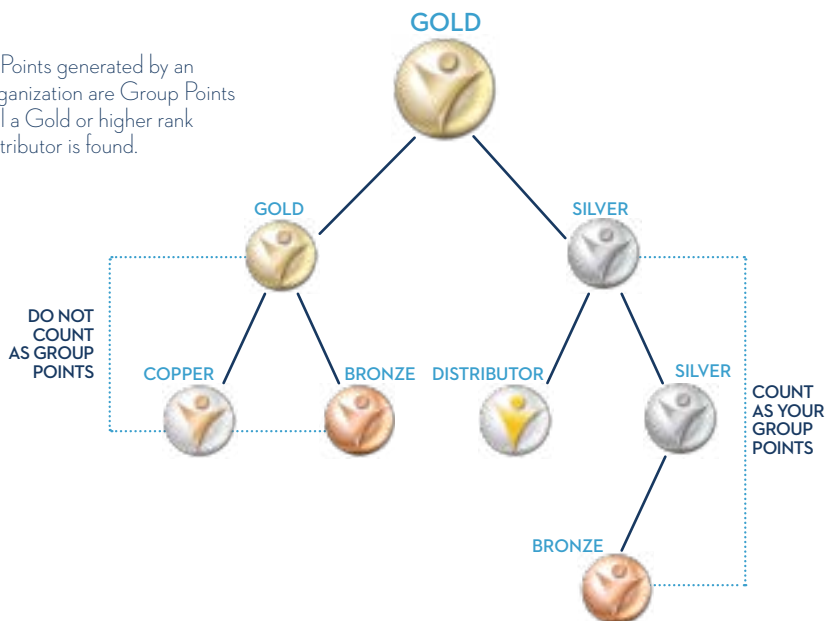 GOLD
Points generated by an
ganization are Group Points
l a Gold or higher rank
tributor is found.
GOLD
SILVER
DO NOT
COUNT
AS GROUP
POINTS
COPPER
BRONZE
DISTRIBUTOR
SILVER
COUNT
AS YOUR
GROUP
POINTS
BRONZE